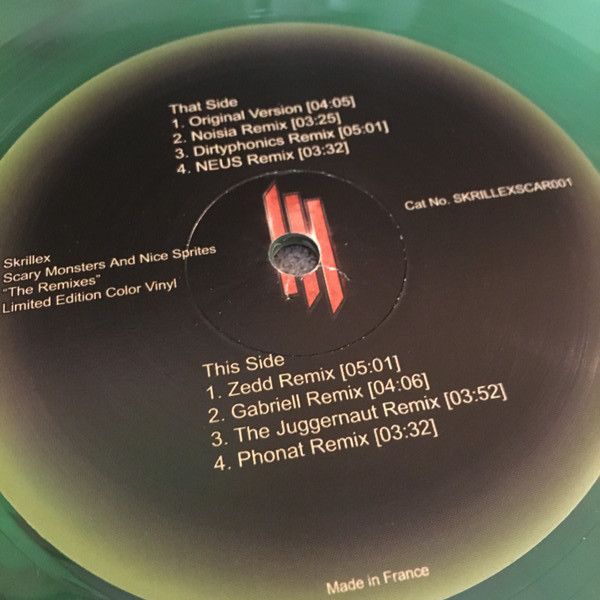 That Side
1. Original Version [04:05]
2. Noisia Remix [03:25]
3. Dirtyphonics Remix [05:01]
4. NEUS Remix [03:32]
Cat No. SKRILLEXSCAR001
Skrillex
Scary Monsters And Nice Sprites
"The Remixes"
Limited Edition Color Vinyl
This Side
1. Zedd Remix [05:01]
2. Gabriell Remix [04:06]
3. The Juggernaut Remix [03:52]
4. Phonat Remix [03:32]
Made in France